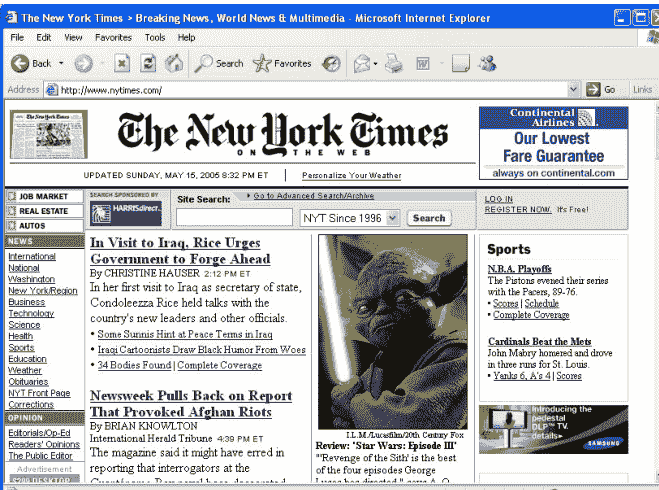 The New York Times > Breaking News, World News & Multimedia - Microsoft Internet Explorer
File Edit View Favorites Tools Help
Back Search Favorites
Address http://www.nytimes.com/ Go Links
The New York Times
ON THE WEB
Continental Airlines
Our Lowest
Fare Guarantee
always on continental.com
UPDATED SUNDAY, MAY 15, 2005 8:32 PM ET Personalize Your Weather
JOB MARKET
REAL ESTATE
AUTOS
SEARCH SPONSORED BY
HARRISdirect
Site Search: Go to Advanced Search/Archive
NYT Since 1996 Search
LOG IN
REGISTER NOW. It's Free!
NEWS
International
National
Washington
New York/Region
Business
Technology
Science
Health
Sports
Education
Weather
Obituaries
NYT Front Page
Corrections
OPINION
Editorials/Op-Ed
Readers' Opinions
The Public Editor
Advertisement
In Visit to Iraq, Rice Urges
Government to Forge Ahead
By CHRISTINE HAUSER 2:12 PM ET
In her first visit to Iraq as secretary of state,
Condoleezza Rice held talks with the
country's new leaders and other officials.
• Some Sunnis Hint at Peace Terms in Iraq
• Iraqi Cartoonists Draw Black Humor From Woes
• 34 Bodies Found | Complete Coverage
Newsweek Pulls Back on Report
That Provoked Afghan Riots
By BRIAN KNOWLTON
International Herald Tribune 4:39 PM ET
The magazine said it might have erred in
reporting that interrogators at the
I.L.M./Lucasfilm/20th Century Fox
Review: 'Star Wars: Episode III'
"'Revenge of the Sith' is the best
of the four episodes George
Lucas has directed," says A. O.
Sports
N.B.A. Playoffs
The Pistons evened their series
with the Pacers, 89-76.
• Scores | Schedule
• Complete Coverage
Cardinals Beat the Mets
John Mabry homered and drove
in three runs for St. Louis.
• Yanks 6, A's 4 | Scores
Introducing the
pedestal
DLP™ TV.
details
SAMSUNG